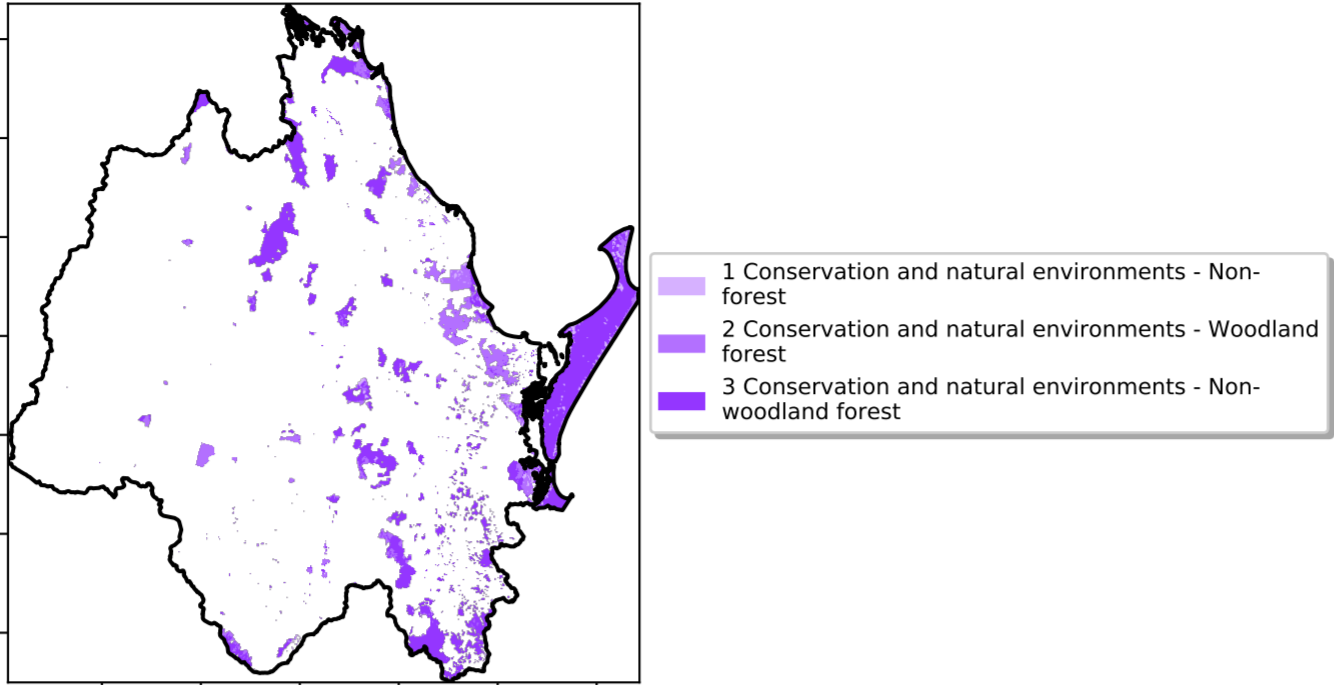 1 Conservation and natural environments - Non-
forest
2 Conservation and natural environments - Woodland
forest
3 Conservation and natural environments - Non-
woodland forest